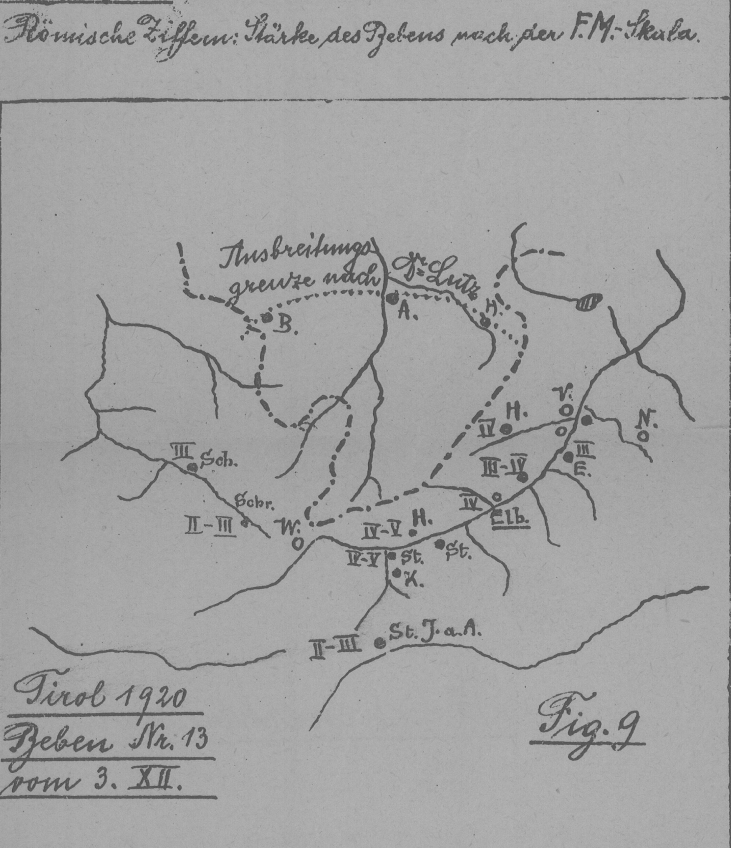 Römische Ziffern: Stärke des Bebens nach der F.M.-Skala.
Ausbreitungs
grenze nach Dr. Lutz
B.
A.
H.
V.
IV H.
N.
III
E.
III Sch.
III-IV
Schr.
IV
II-III
Elb.
W.
IV-V H.
IV-V St.
St.
K.
II-III St. J. a. A.
Tirol 1920
Beben Nr. 13
vom 3. XII.
Fig. 9